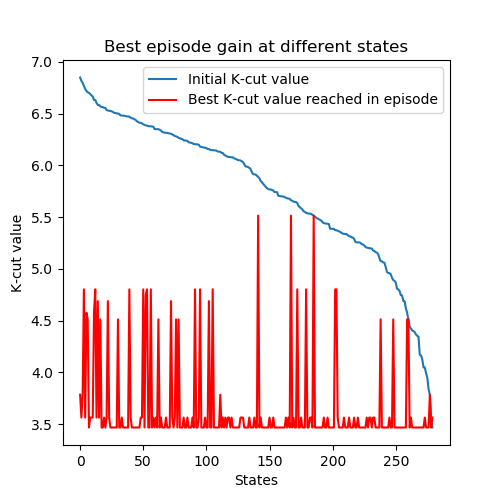 Best episode gain at different states
Initial K-cut value
Best K-cut value reached in episode
K-cut value
7.0
6.5
6.0
5.5
5.0
4.5
4.0
3.5
0 50 100 150 200 250
States